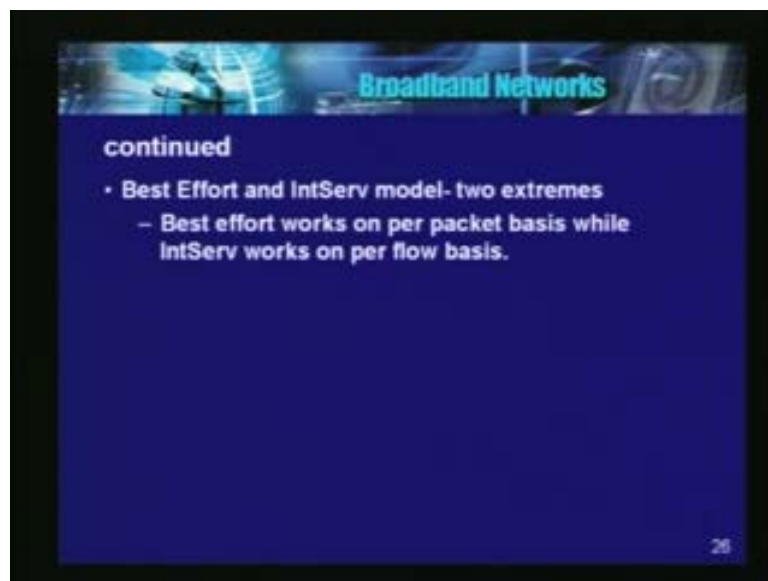 Broadband Networks
continued
• Best Effort and IntServ model- two extremes
– Best effort works on per packet basis while
IntServ works on per flow basis.
26